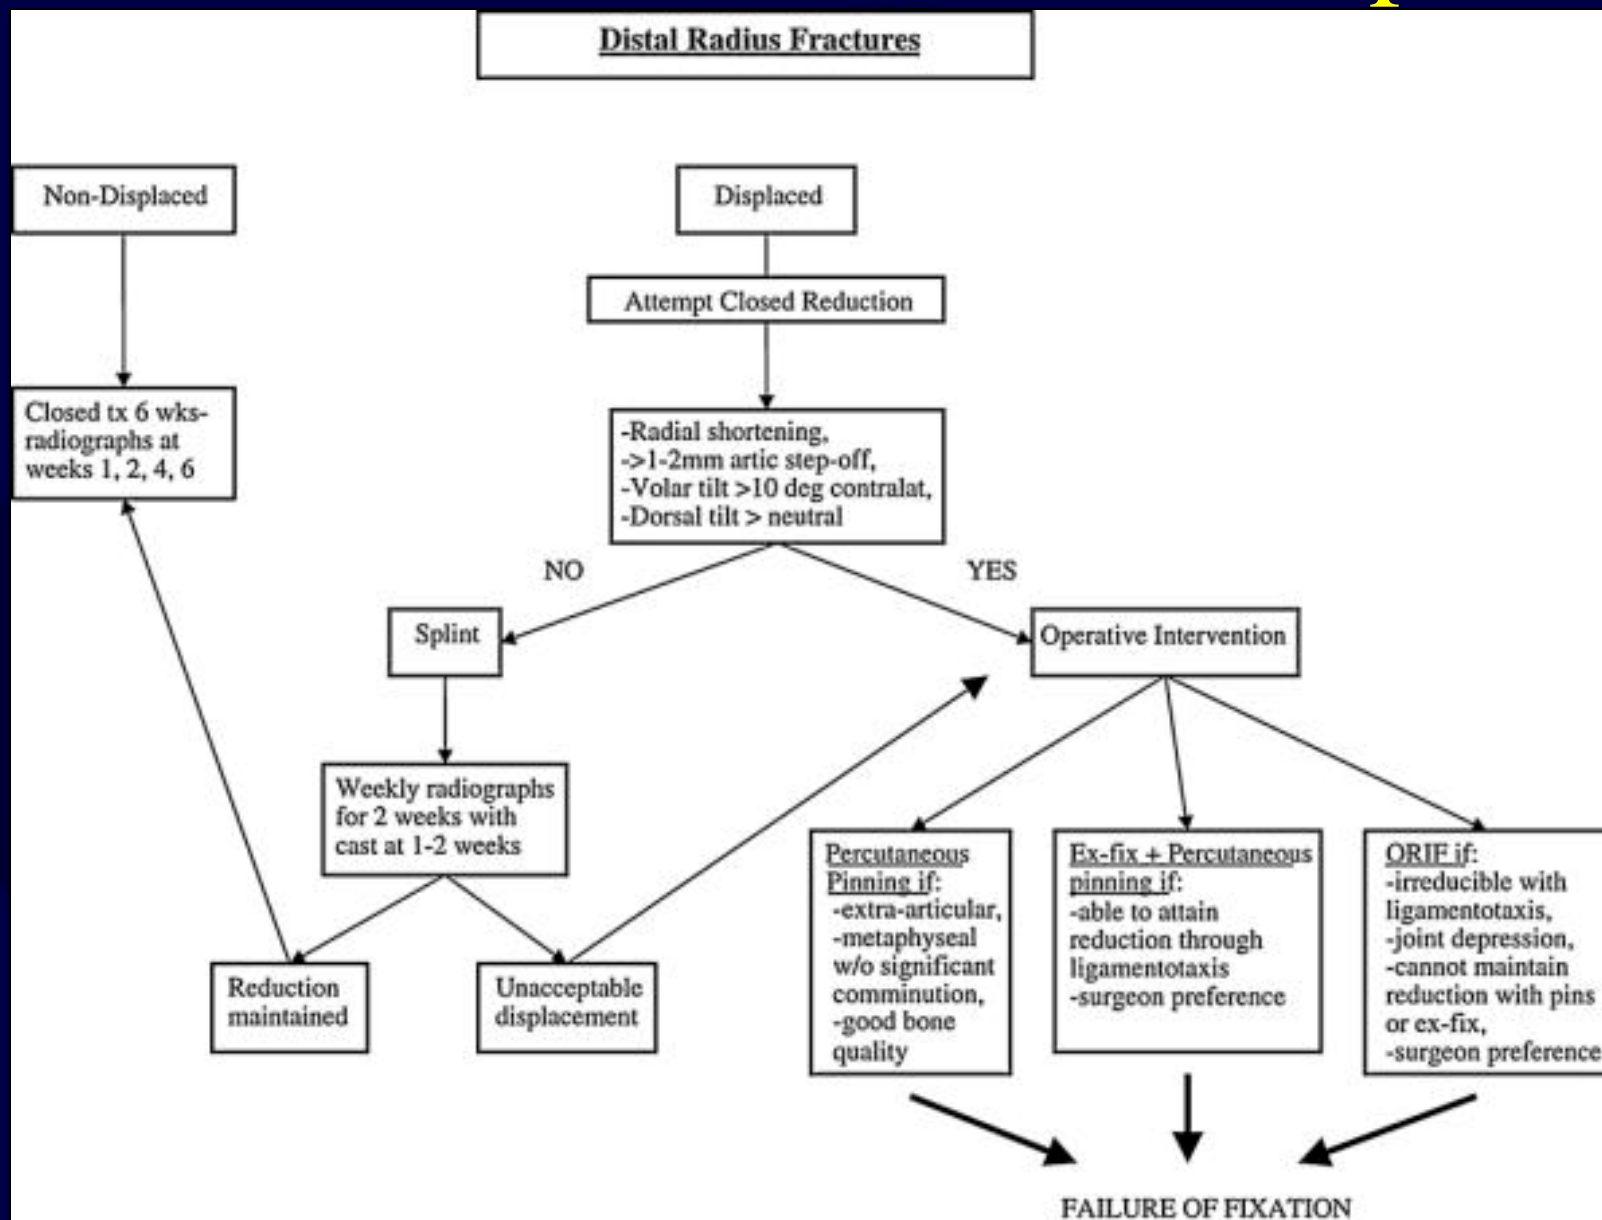 Distal Radius Fractures
Non-Displaced
Displaced
Attempt Closed Reduction
Closed tx 6 wks-
radiographs at
weeks 1, 2, 4, 6
-Radial shortening,
->1-2mm artic step-off,
-Volar tilt >10 deg contralat,
-Dorsal tilt > neutral
NO
YES
Splint
Operative Intervention
Weekly radiographs
for 2 weeks with
cast at 1-2 weeks
Reduction
maintained
Unacceptable
displacement
Percutaneous
Pinning if:
-extra-articular,
-metaphyseal
w/o significant
comminution,
-good bone
quality
Ex-fix + Percutaneous
pinning if:
-able to attain
reduction through
ligamentotaxis
-surgeon preference
ORIF if:
-irreducible with
ligamentotaxis,
-joint depression,
-cannot maintain
reduction with pins
or ex-fix,
-surgeon preference
FAILURE OF FIXATION